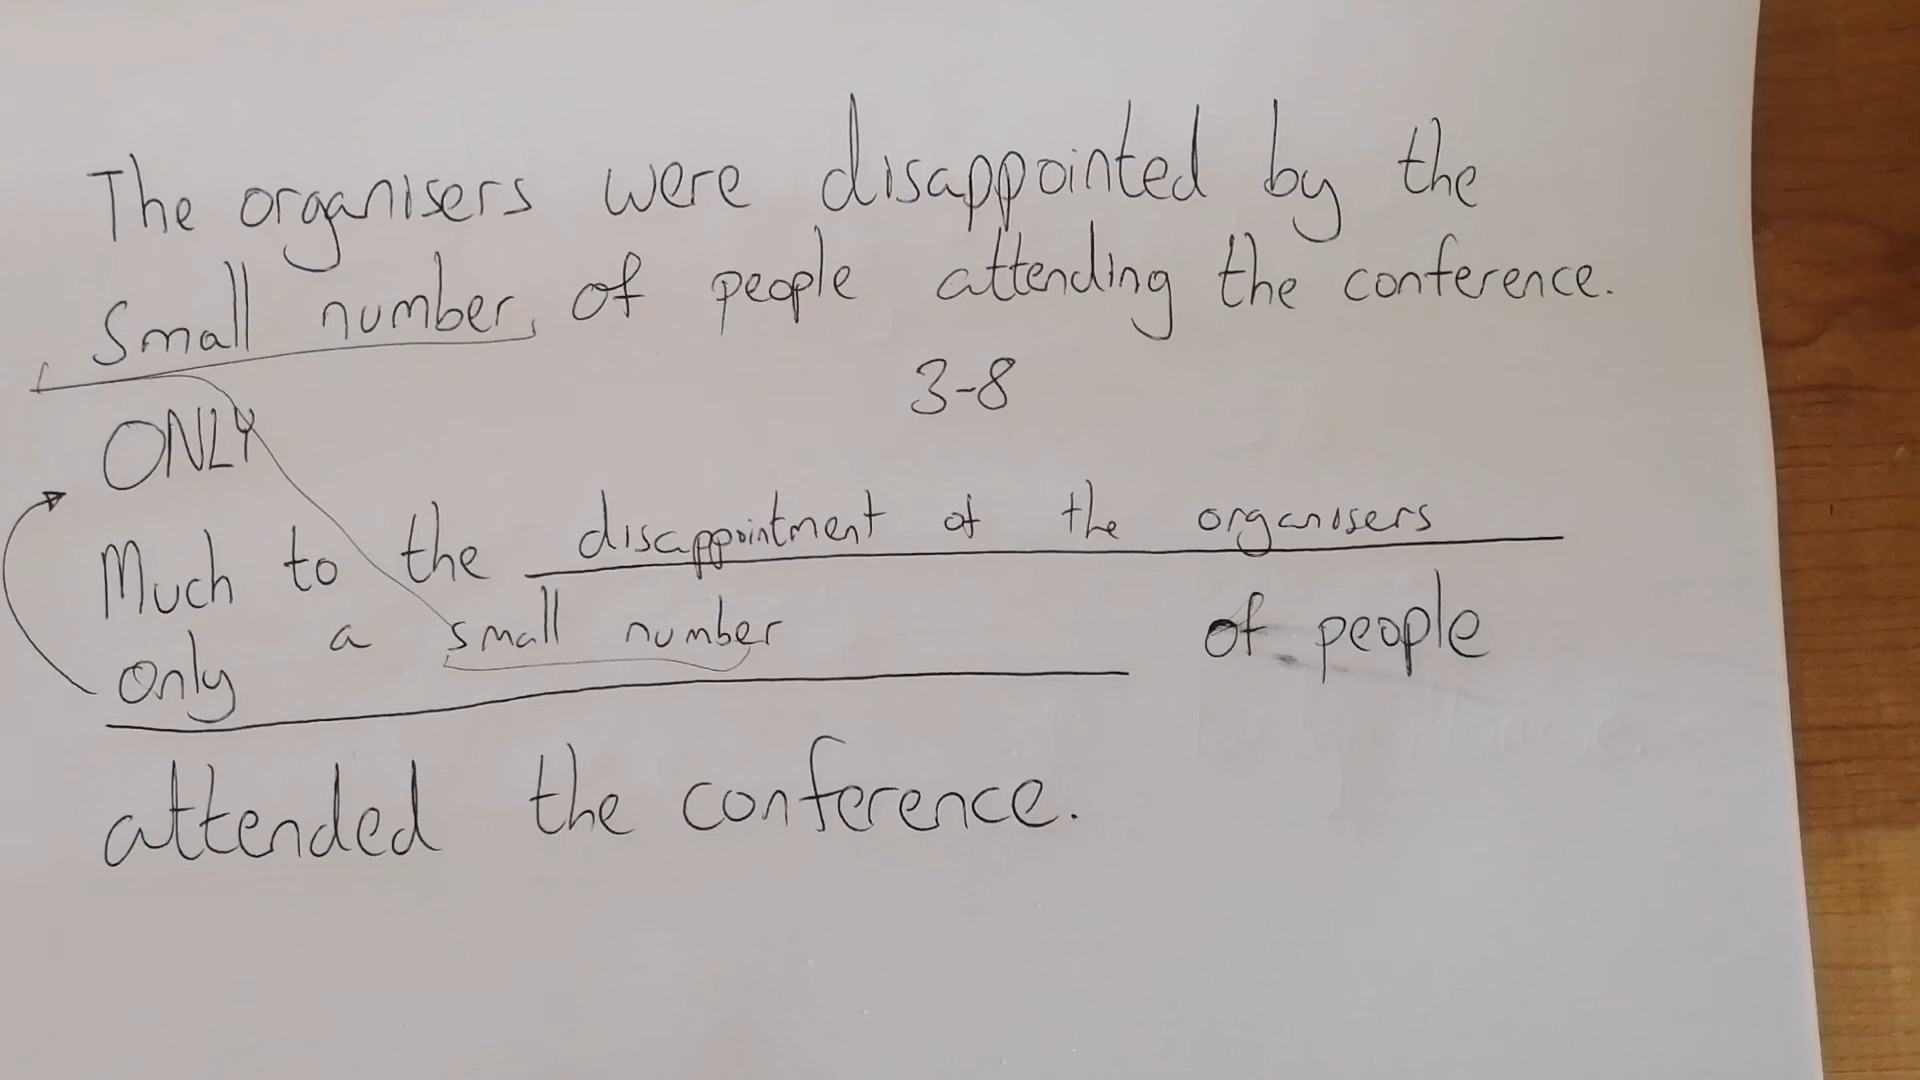 The organisers were disappointed by the
small number of people attending the conference.
3-8
ONLY
Much to the disappointment of the organisers
only a small number of people
attended the conference.